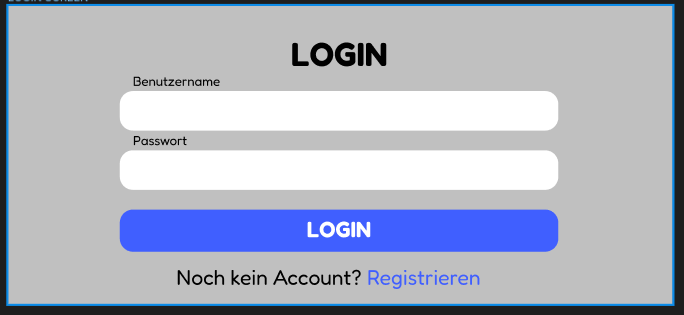 LOGIN
Benutzername
Passwort
LOGIN
Noch kein Account? Registrieren